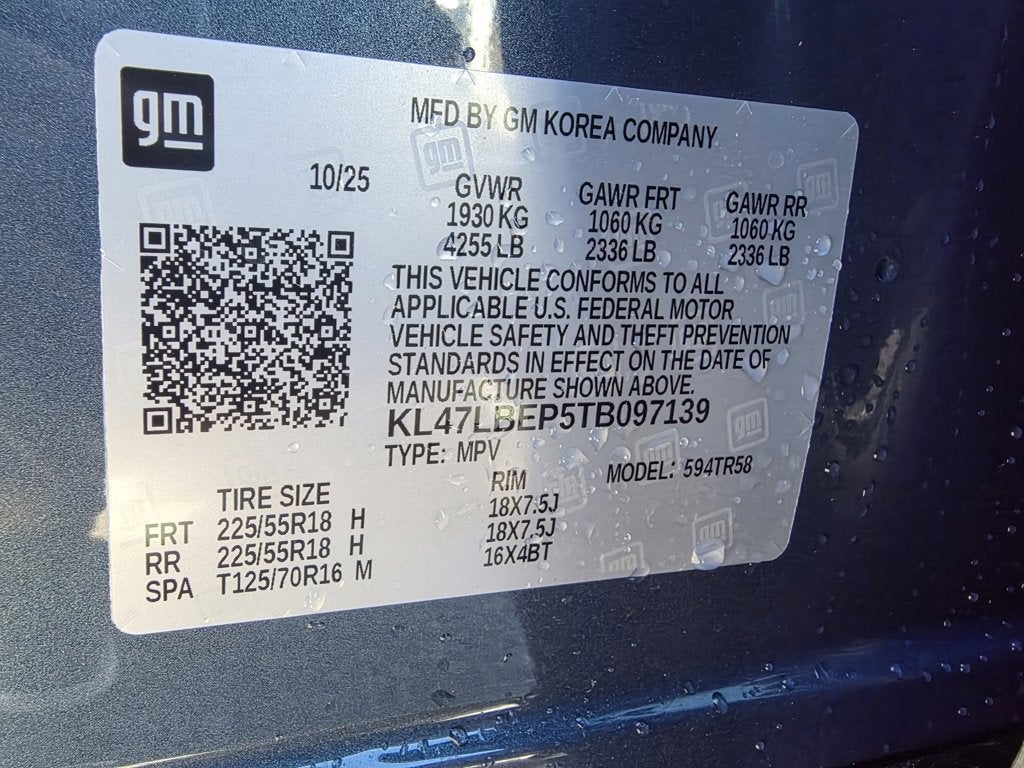 gm
MFD BY GM KOREA COMPANY
10/25
GVWR GAWR FRT GAWR RR
1930 KG 1060 KG 1060 KG
4255 LB 2336 LB 2336 LB
THIS VEHICLE CONFORMS TO ALL
APPLICABLE U.S. FEDERAL MOTOR
VEHICLE SAFETY AND THEFT PREVENTION
STANDARDS IN EFFECT ON THE DATE OF
MANUFACTURE SHOWN ABOVE.
KL47LBEP5TB097139
TYPE: MPV MODEL: 594TR58
TIRE SIZE RIM
FRT 225/55R18 H 18X7.5J
RR 225/55R18 H 18X7.5J
SPA T125/70R16 M 16X4BT